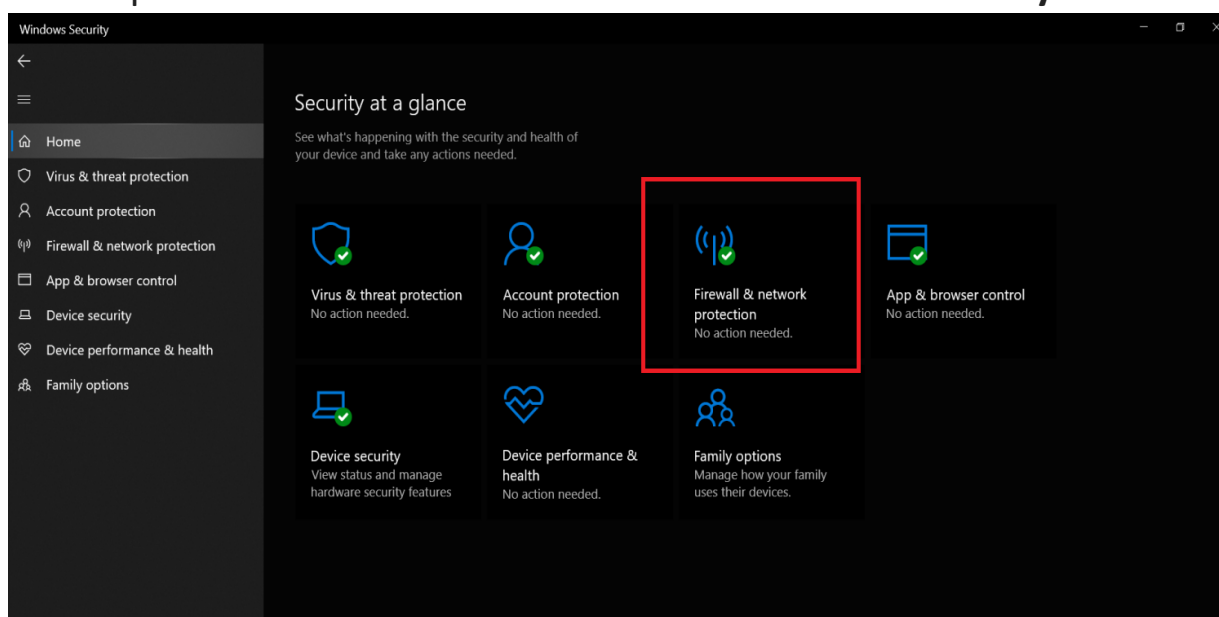 Windows Security
Home
Virus & threat protection
Account protection
Firewall & network protection
App & browser control
Device security
Device performance & health
Family options
Security at a glance
See what's happening with the security and health of
your device and take any actions needed.
Virus & threat protection
No action needed.
Account protection
No action needed.
Firewall & network
protection
No action needed.
App & browser control
No action needed.
Device security
View status and manage
hardware security features
Device performance &
health
No action needed.
Family options
Manage how your family
uses their devices.